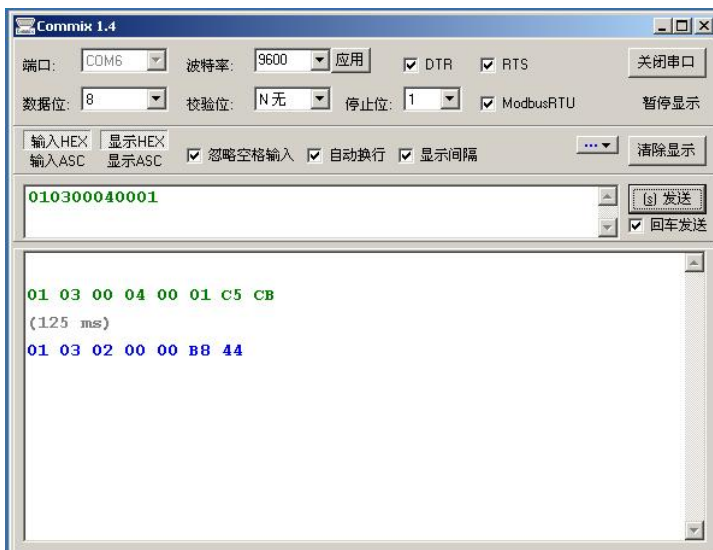 Commix 1.4
端口: COM6 波特率: 9600 应用 DTR RTS 关闭串口
数据位: 8 校验位: N 无 停止位: 1 ModbusRTU 暂停显示
输入HEX 显示HEX
输入ASC 显示ASC 忽略空格输入 自动换行 显示间隔 ... 清除显示
010300040001 [s] 发送
回车发送
01 03 00 04 00 01 C5 CB
(125 ms)
01 03 02 00 00 B8 44